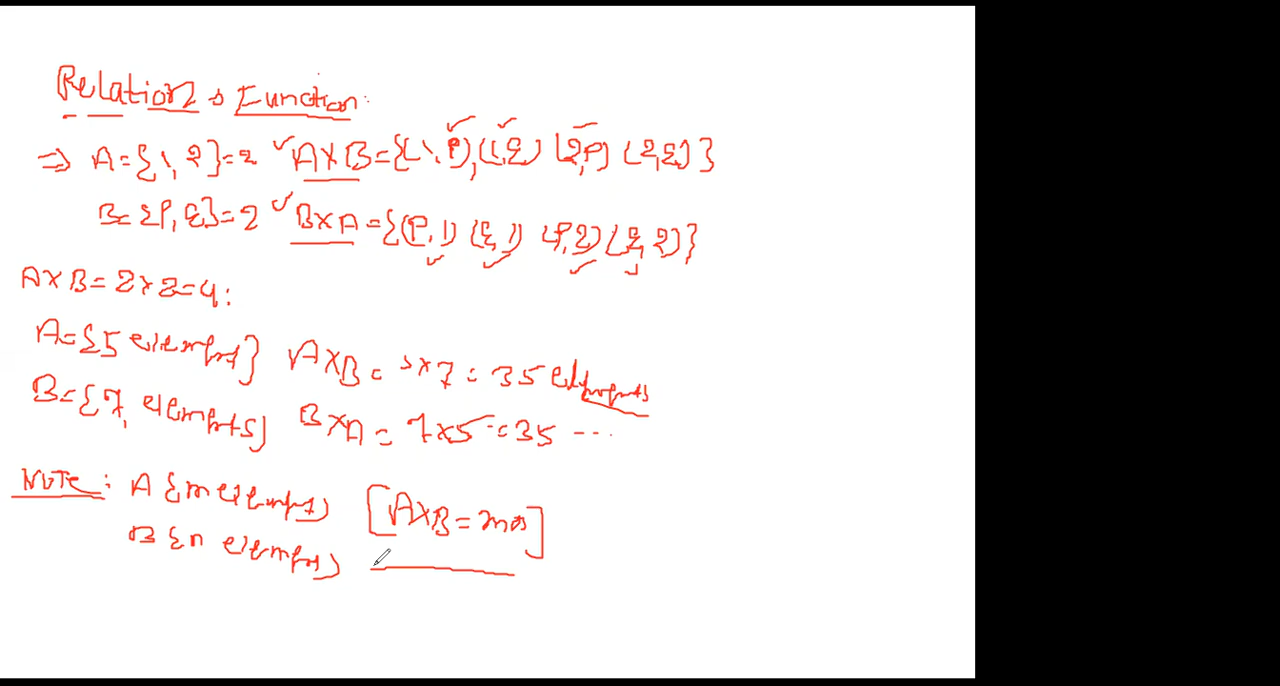 Relation & Function:
⇒ A={1, 2}=2 ✓A×B={(1, P),(1,q) (2,P) (2,q)}
B={P, q}=2 ✓B×A={(P,1) (q,1) (P,2) (q,2)}
A×B=2×2=4:
A={5 elements} A×B= 5×7=35 elements
B={7, elements} B×A= 7×5=35 ...
Note: A {m elements} [A×B=mn]
B {n elements}